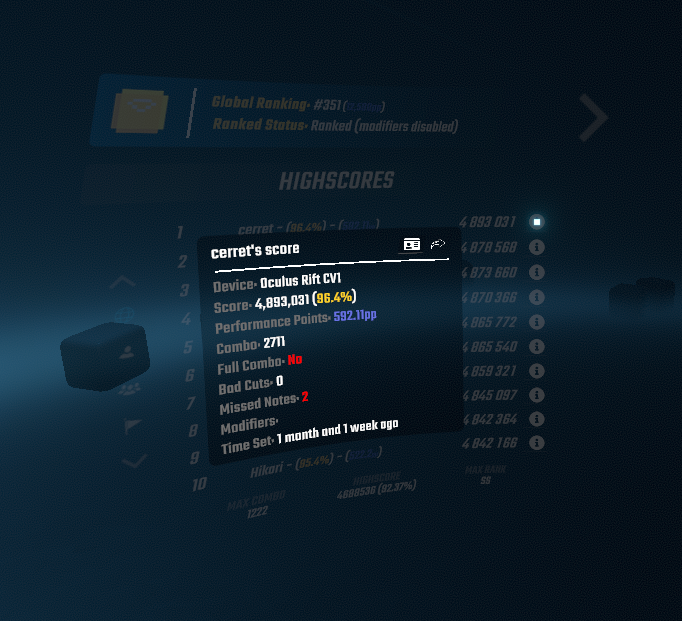 Global Ranking: #351
Ranked Status: Ranked (modifiers disabled)
HIGHSCORES
1 cerret - (96.4%) - 4 893 031
2 4 878 568
3 4 873 660
4 4 870 366
5 4 865 772
6 4 865 540
7 4 859 321
8 4 845 097
9 4 842 364
10 Hikari - (95.4%) - 4 842 166
cerret's score
Device: Oculus Rift CV1
Score: 4,893,031 (96.4%)
Performance Points: 592.11pp
Combo: 2711
Full Combo: No
Bad Cuts: 0
Missed Notes: 2
Modifiers:
Time Set: 1 month and 1 week ago
MAX COMBO
1222
HIGHSCORE
4688536 (92.37%)
MAX RANK
SS